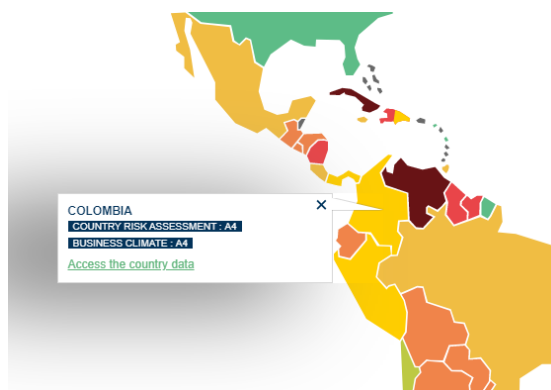 COLOMBIA
COUNTRY RISK ASSESSMENT : A4
BUSINESS CLIMATE : A4
Access the country data